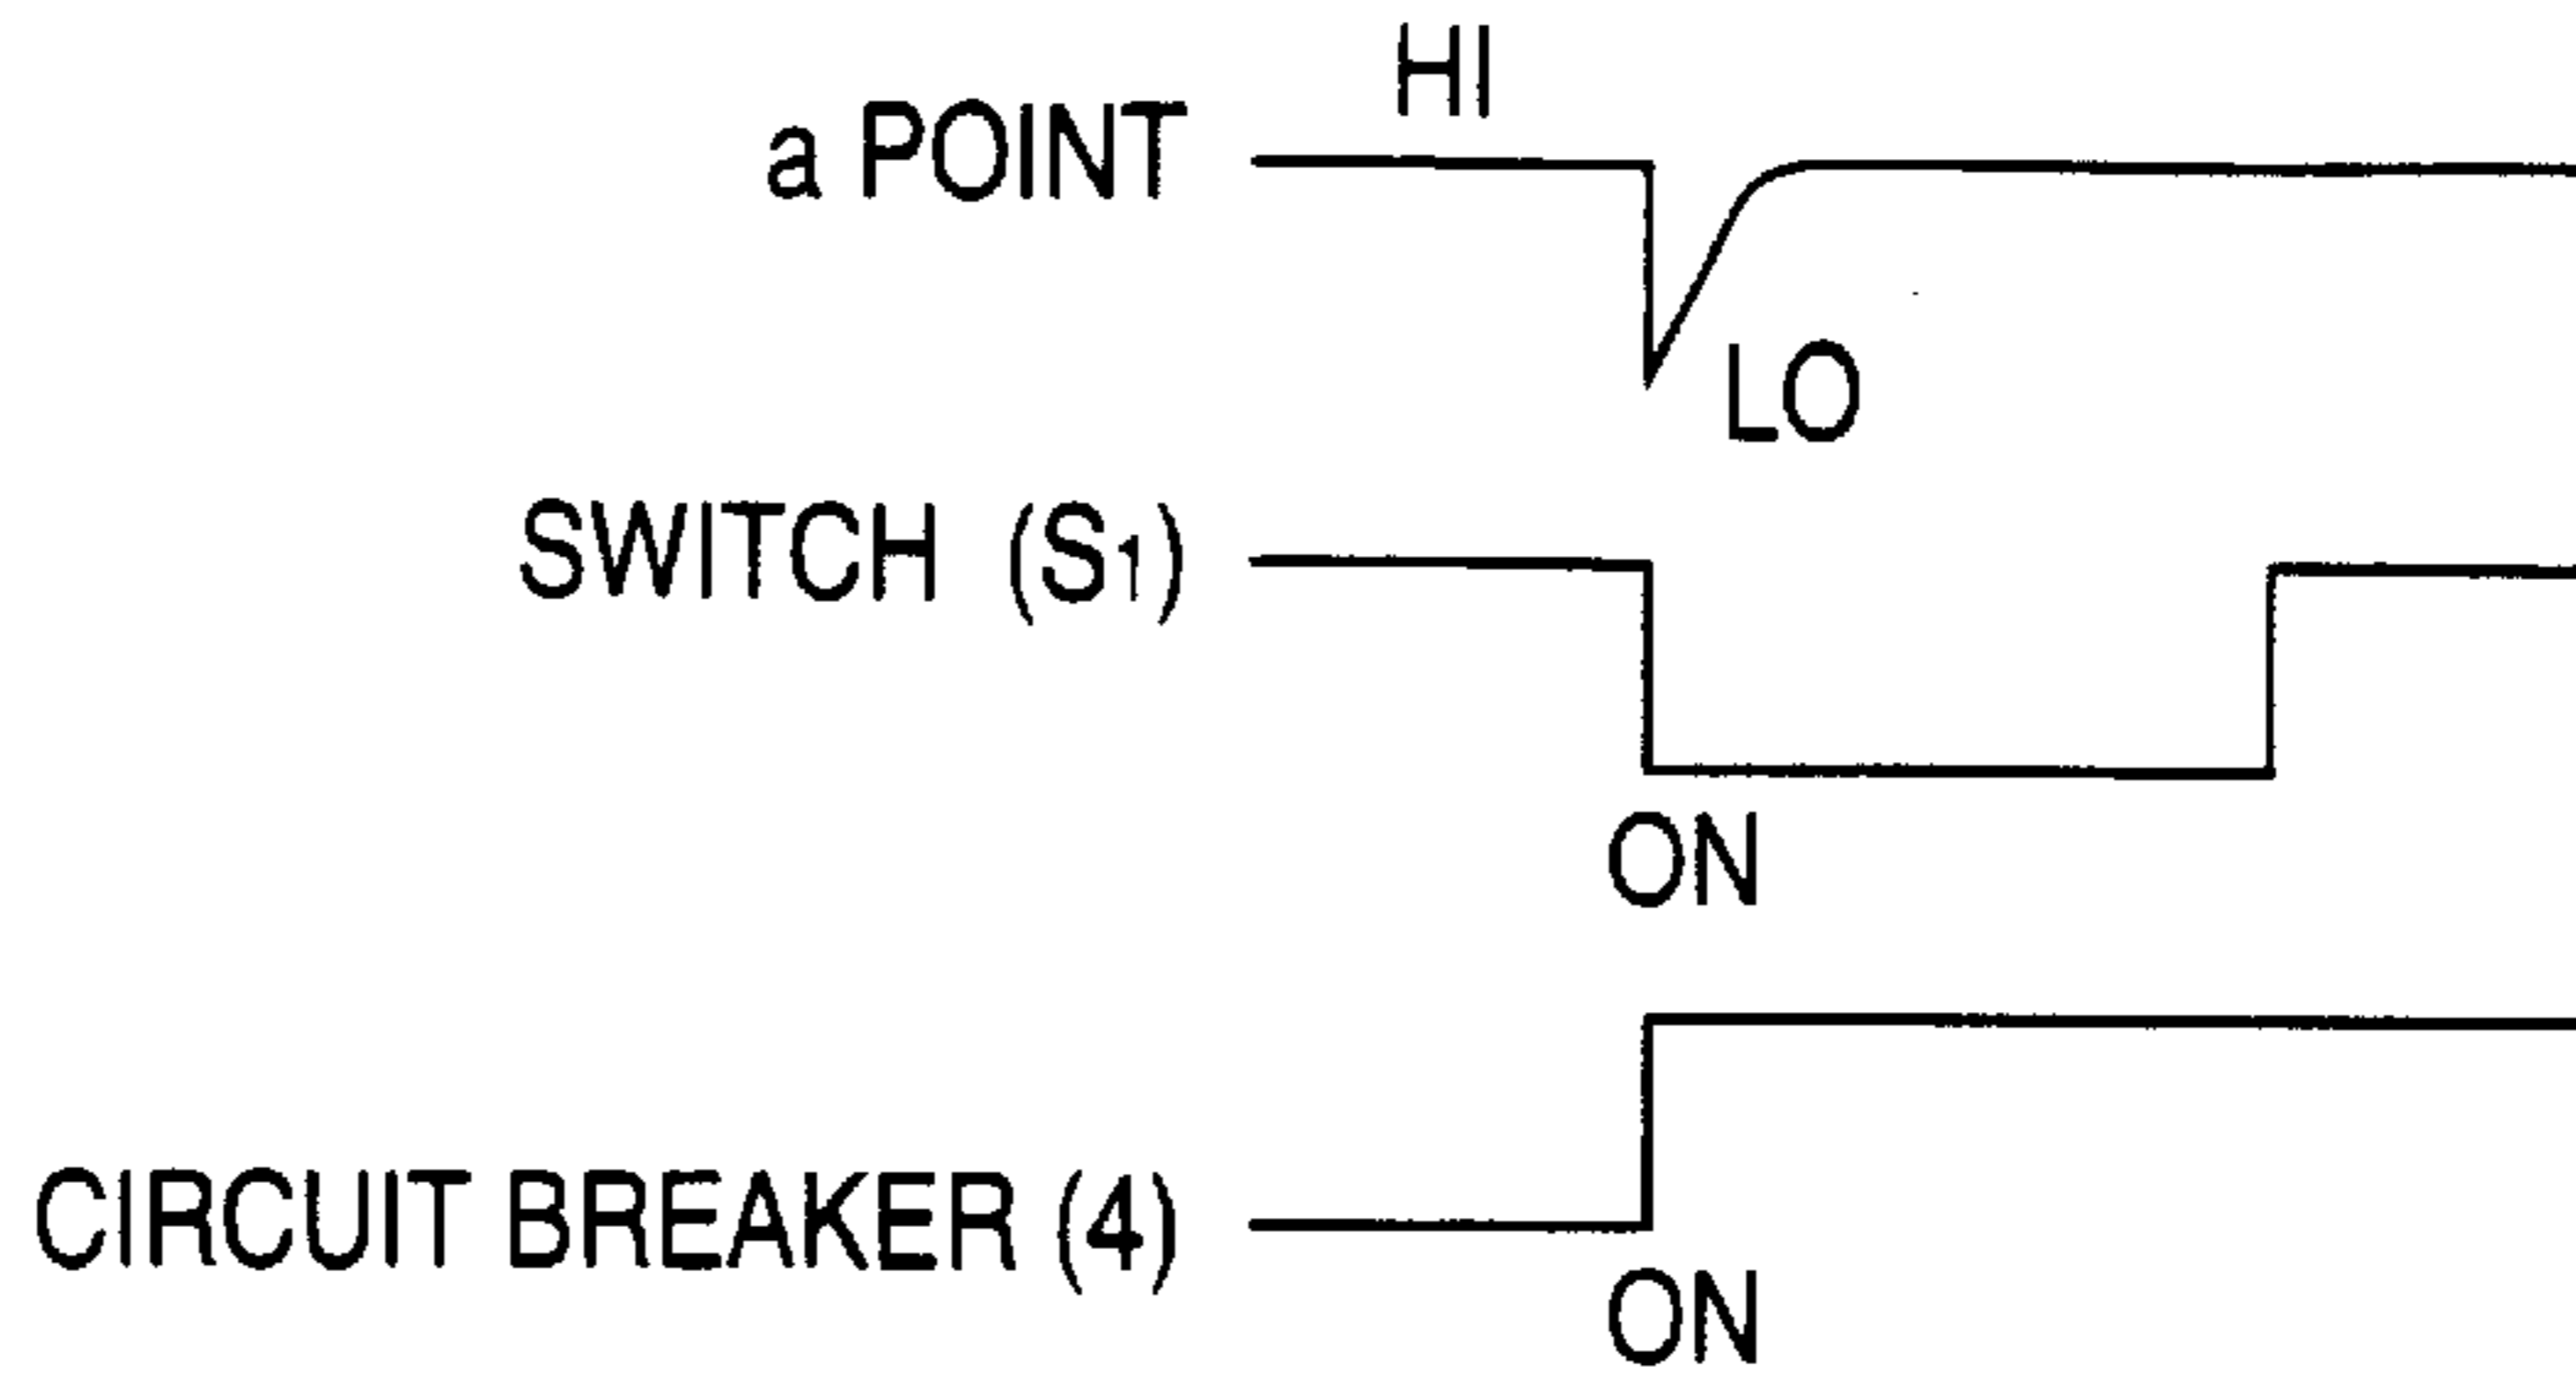 HI
a POINT
LO
SWITCH (S1)
ON
CIRCUIT BREAKER (4)
ON